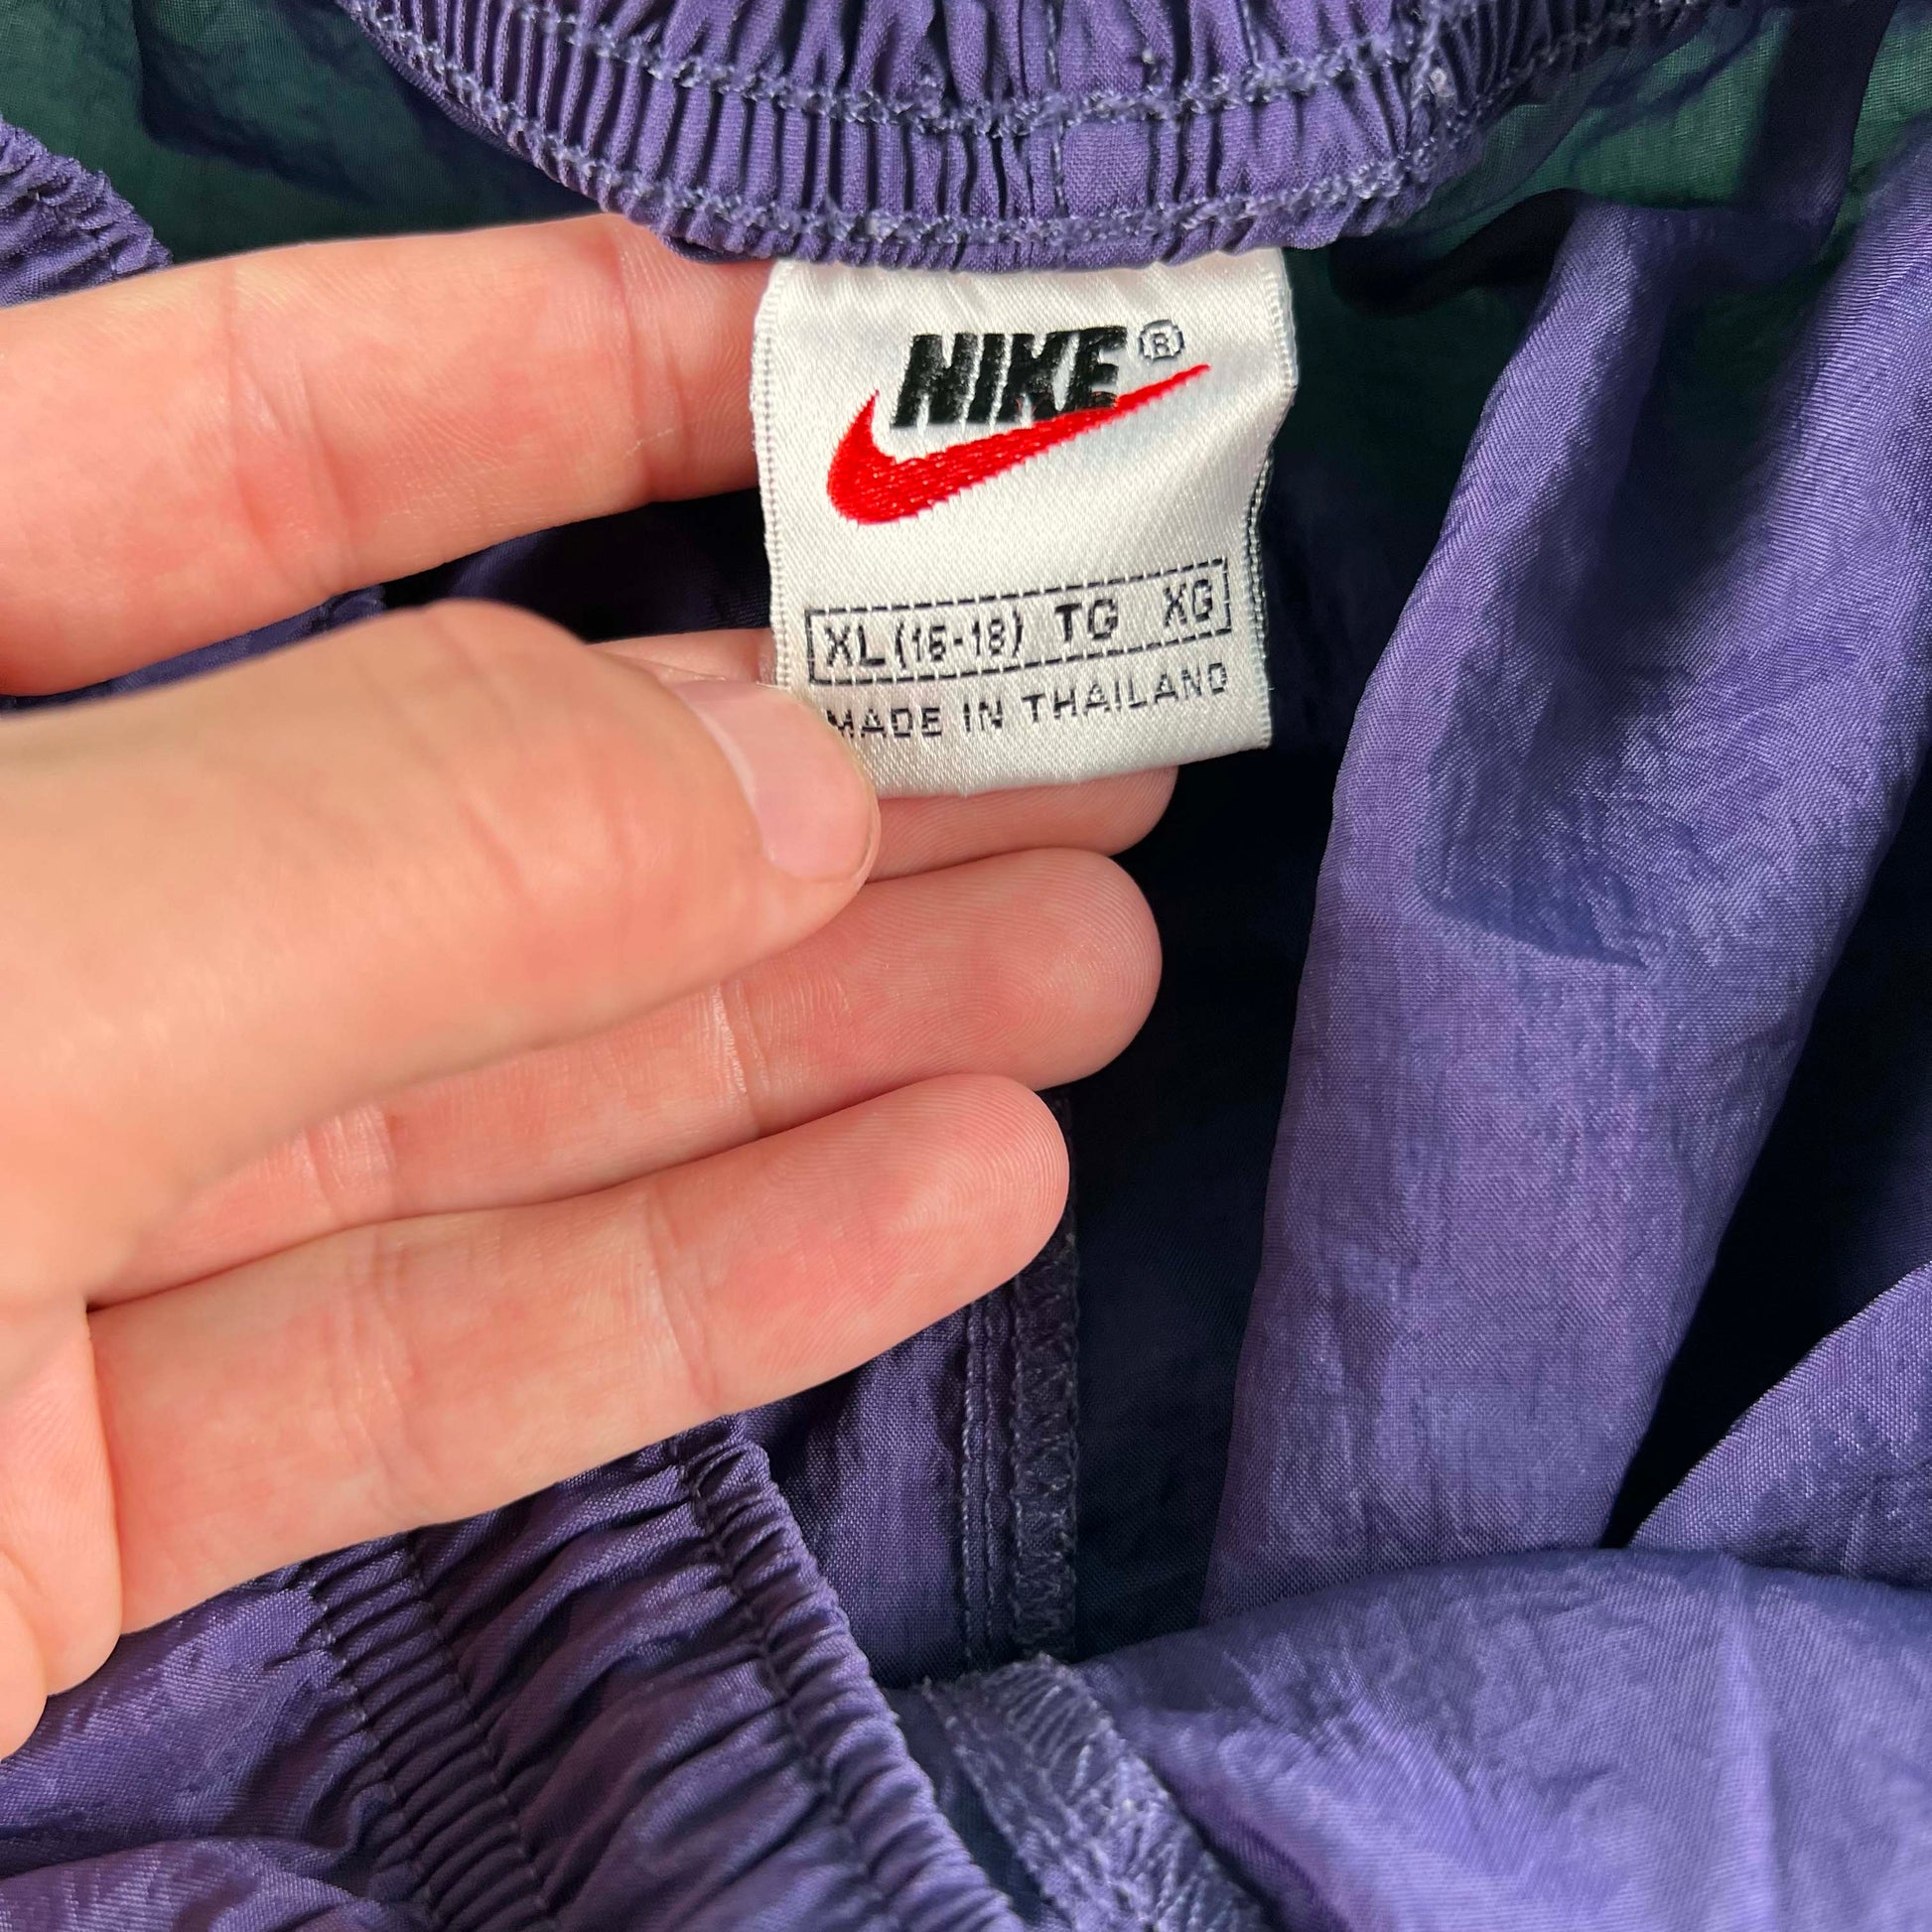 NIKE®
XL (16-18) TG XG
MADE IN THAILAND